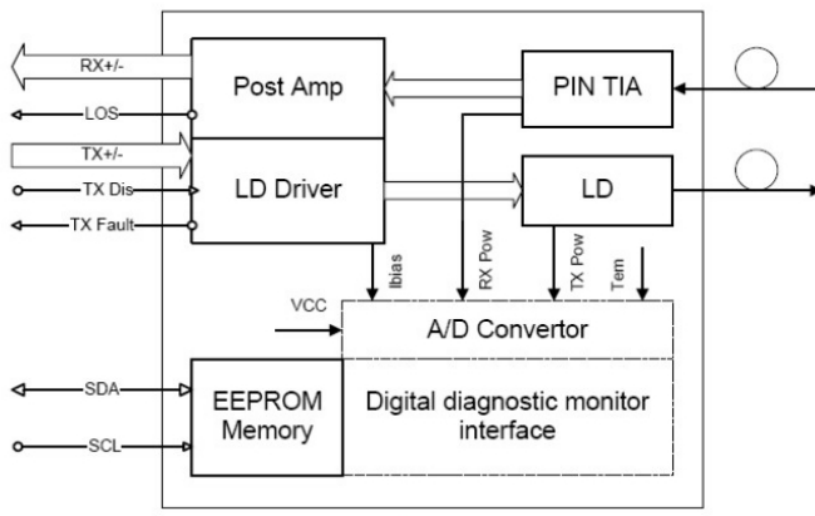 RX+/-
Post Amp
PIN TIA
LOS
TX+/-
TX Dis
LD Driver
LD
TX Fault
Ibias
RX Pow
TX Pow
Tem
VCC
A/D Convertor
SDA
EEPROM
Memory
Digital diagnostic monitor
interface
SCL